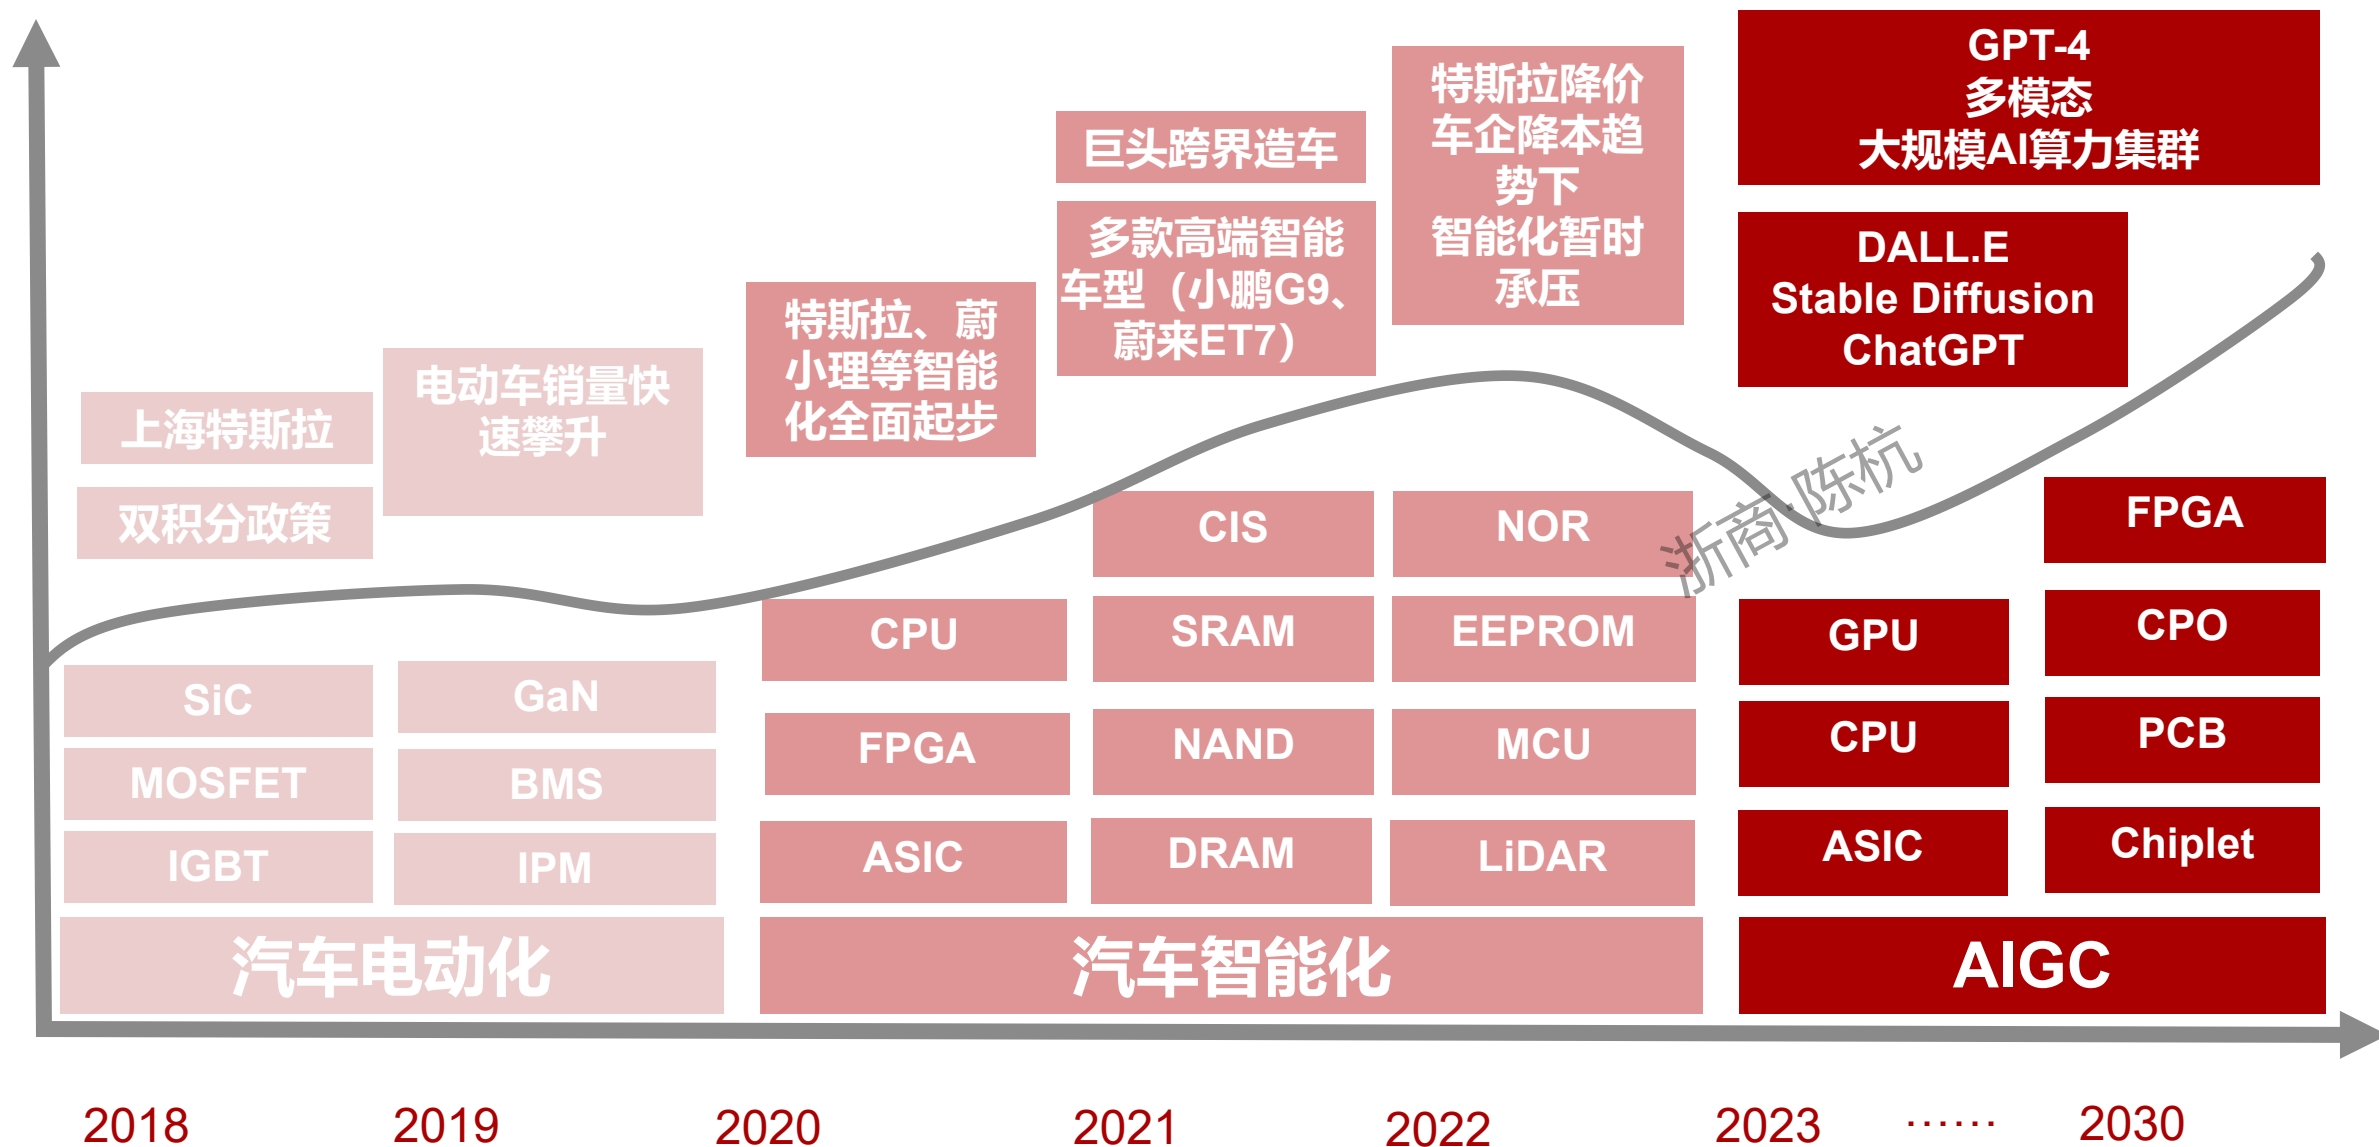 GPT-4
多模态
大规模AI算力集群
特斯拉降价
车企降本趋
势下
智能化暂时
承压
巨头跨界造车
多款高端智能
车型（小鹏G9、
蔚来ET7）
DALL.E
Stable Diffusion
ChatGPT
特斯拉、蔚
小理等智能
化全面起步
电动车销量快
速攀升
上海特斯拉
双积分政策
浙商·陈杭
CIS
NOR
FPGA
CPU
SRAM
EEPROM
GPU
CPO
SiC
GaN
FPGA
NAND
MCU
CPU
PCB
MOSFET
BMS
ASIC
DRAM
LiDAR
ASIC
Chiplet
IGBT
IPM
汽车电动化
汽车智能化
AIGC
2018
2019
2020
2021
2022
2023
……
2030